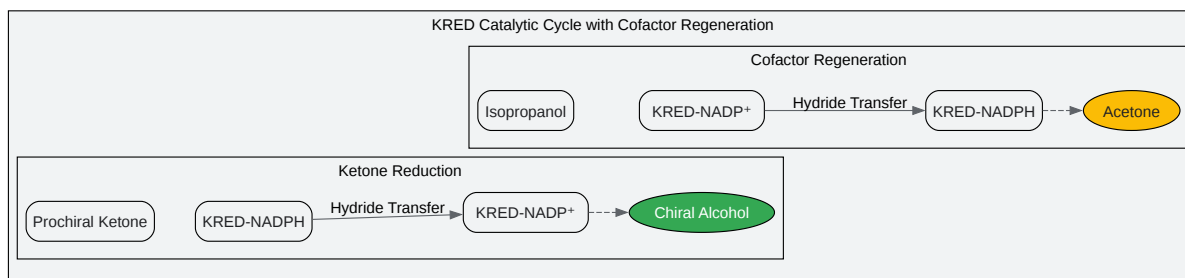 KRED Catalytic Cycle with Cofactor Regeneration
Cofactor Regeneration
Isopropanol
KRED-NADP⁺
Hydride Transfer
KRED-NADPH
Acetone
Ketone Reduction
Prochiral Ketone
KRED-NADPH
Hydride Transfer
KRED-NADP⁺
Chiral Alcohol